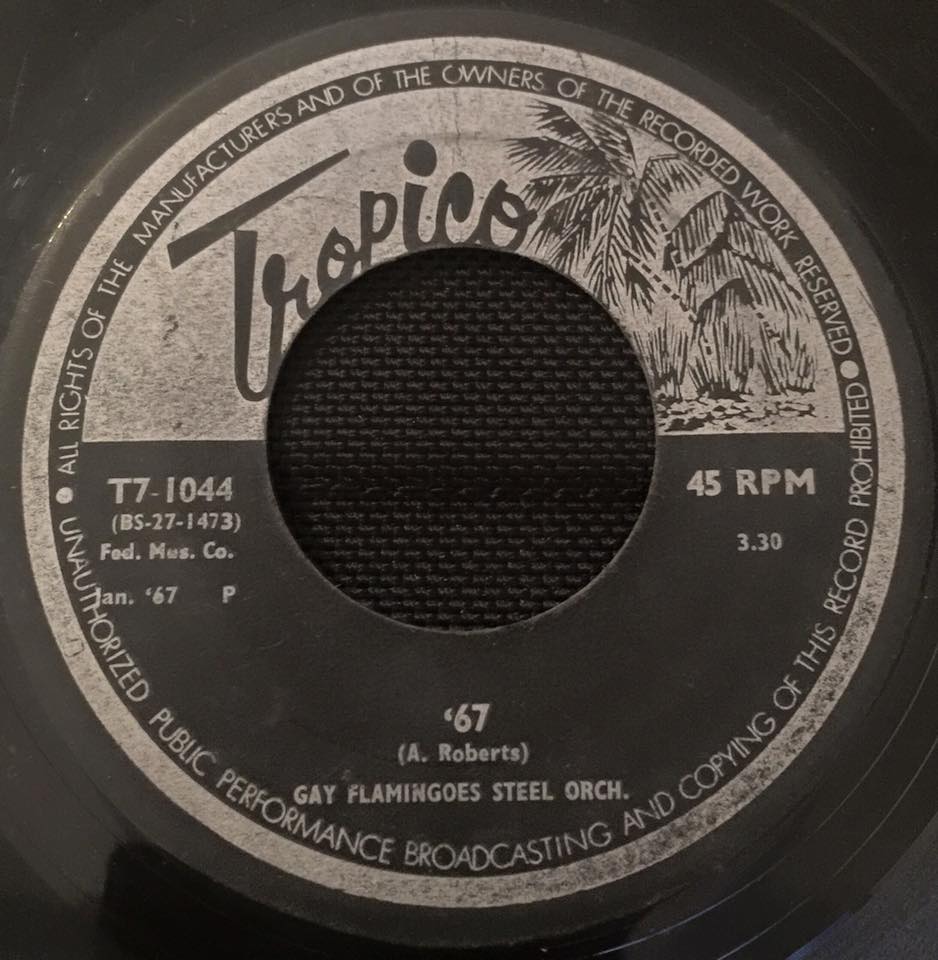 ALL RIGHTS OF THE MANUFACTURERS AND OF THE OWNERS OF THE RECORDED WORK RESERVED
Tropico
T7-1044
(BS-27-1473)
Fed. Mus. Co.
Jan. '67 P
45 RPM
3.30
'67
(A. Roberts)
GAY FLAMINGOES STEEL ORCH.
UNAUTHORIZED PUBLIC PERFORMANCE BROADCASTING AND COPYING OF THIS RECORD PROHIBITED